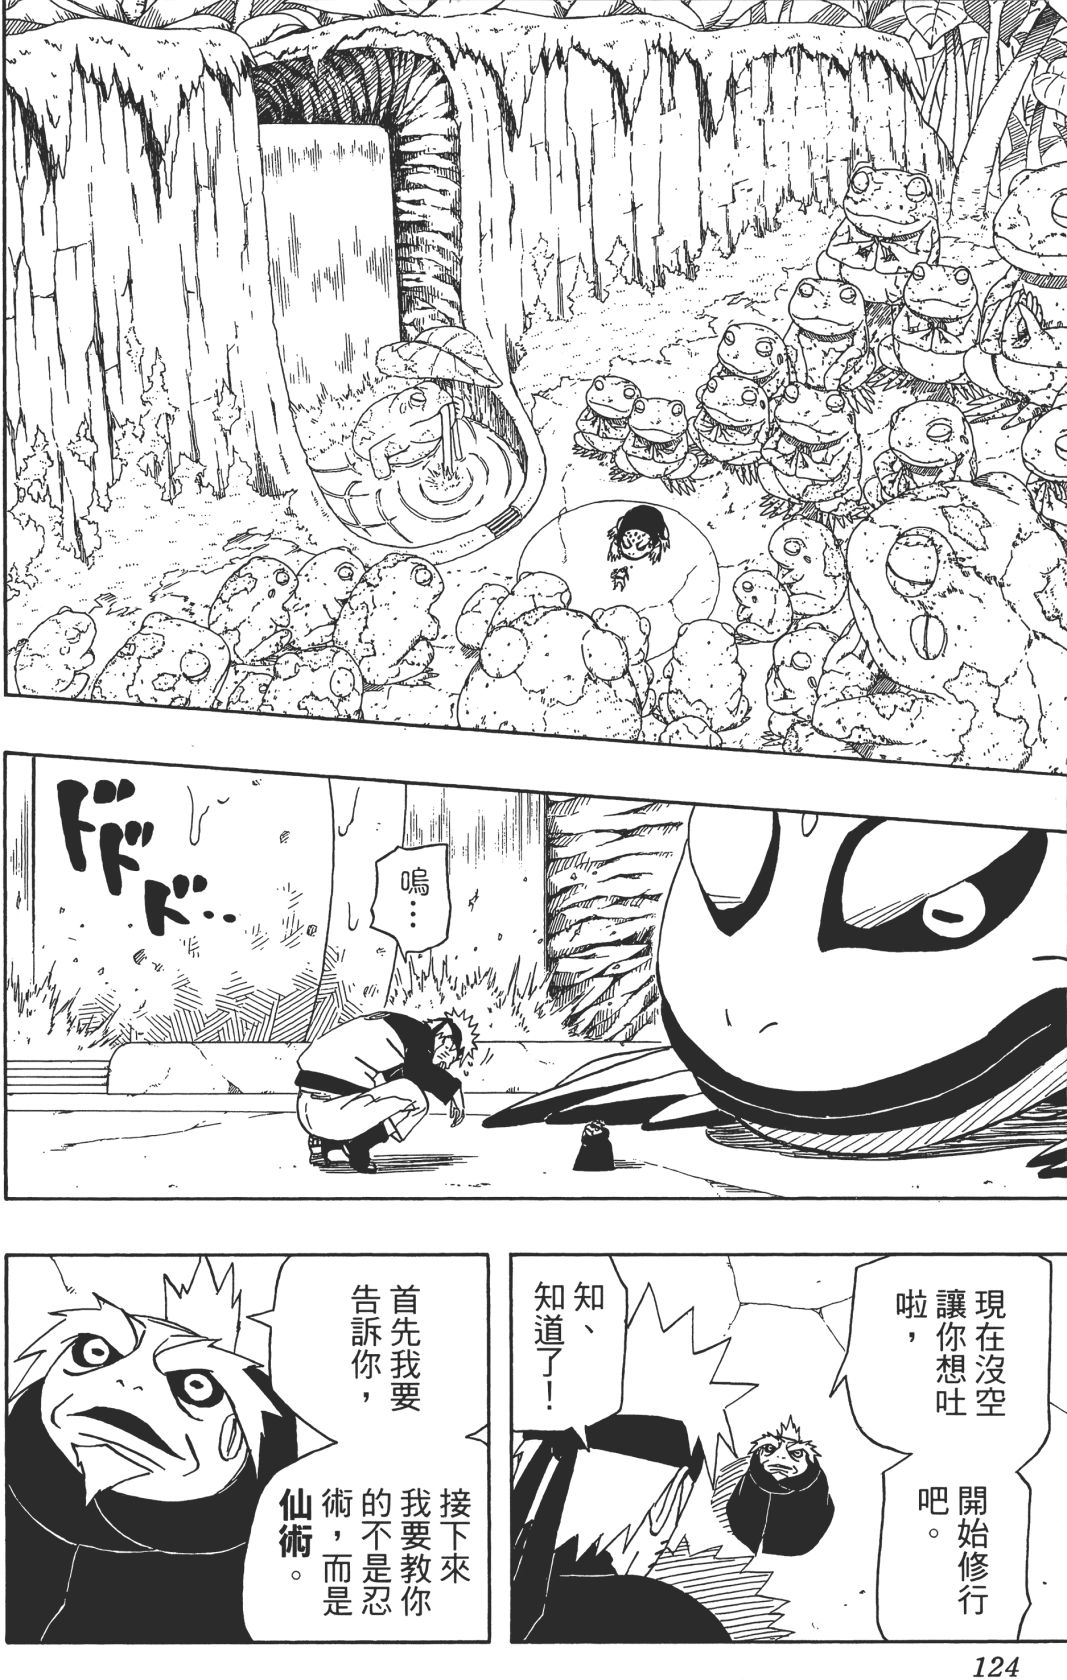 ドドド‥
嗚…
現在沒空
讓你想吐
啦，
開始修行
吧。
知、
知道了！
首先我要
告訴你，
接下來
我要教你
的不是忍
術，而是
仙術。
124